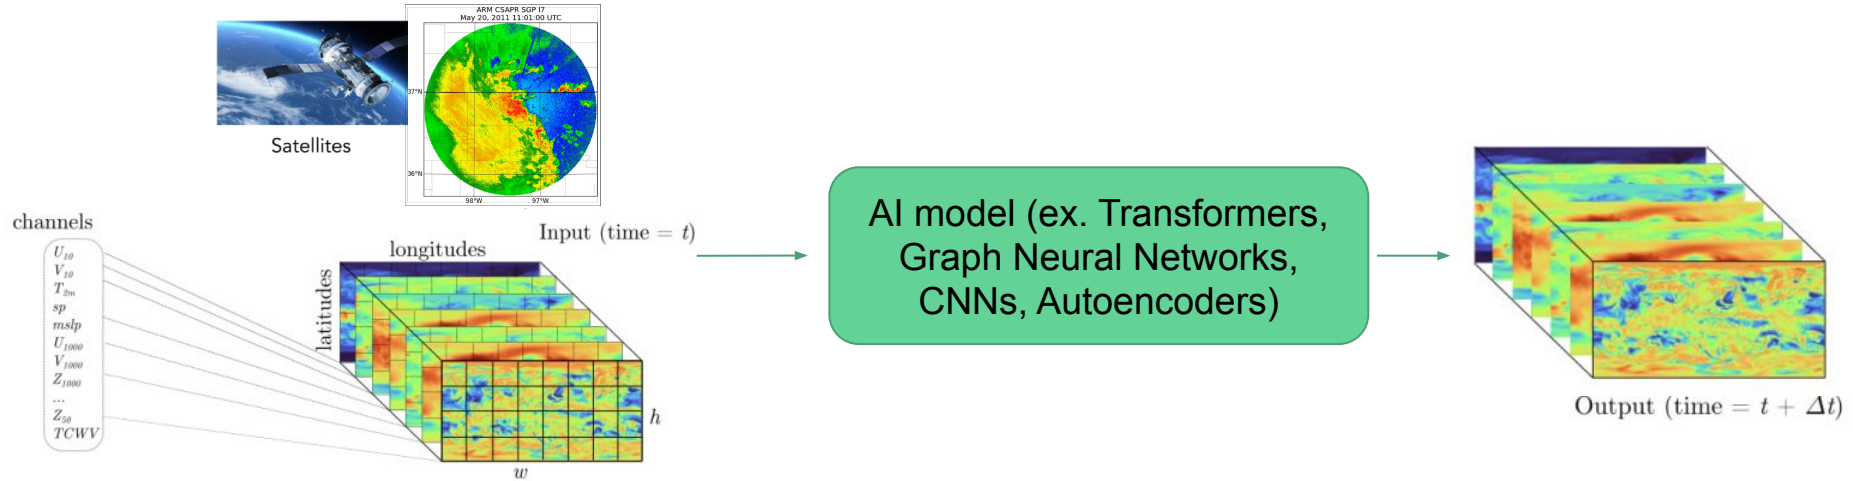 ARM CSAPR SGP I7
May 20, 2011 11:01:00 UTC
37°N
36°N
98°W
97°W
Satellites
channels
U10
V10
T2m
sp
mslp
U1000
V1000
Z1000
...
Z50
TCWV
longitudes
latitudes
h
w
Input (time = t)
AI model (ex. Transformers,
Graph Neural Networks,
CNNs, Autoencoders)
Output (time = t + Δt)